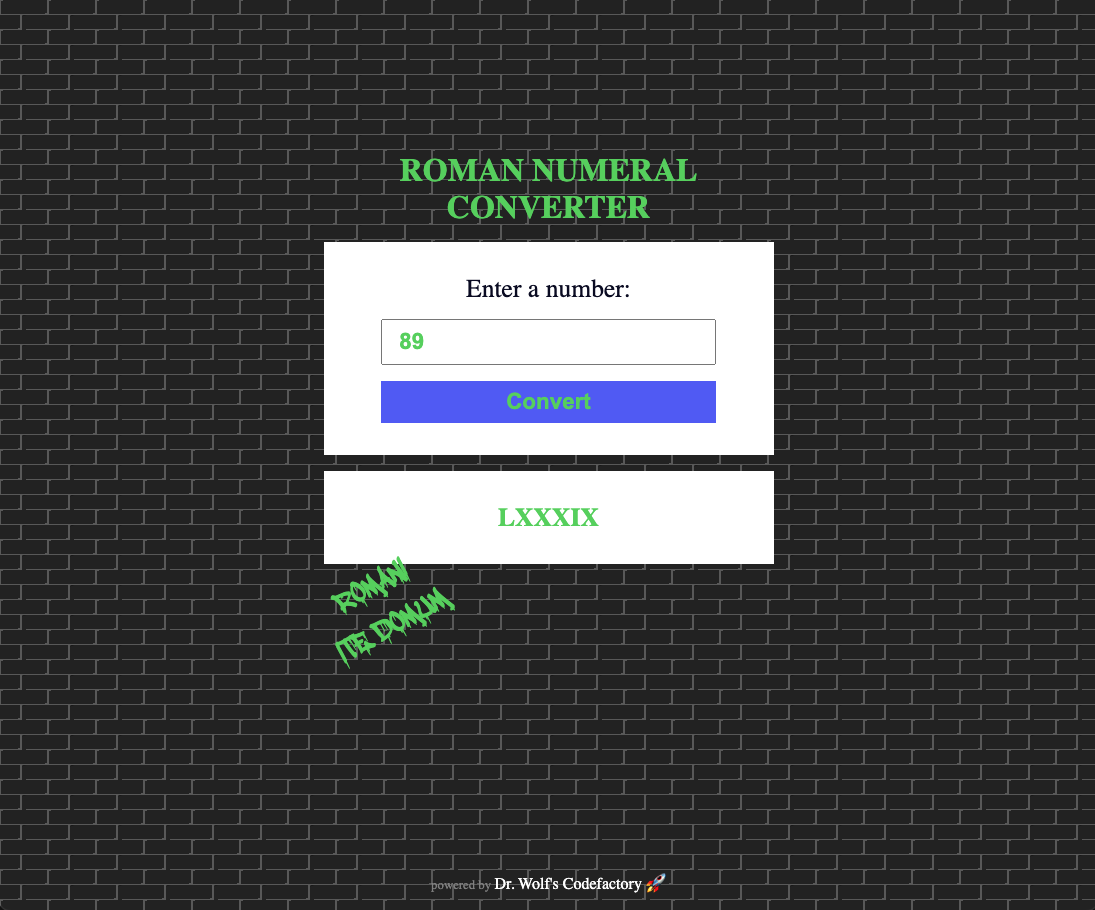 ROMAN NUMERAL
CONVERTER
Enter a number:
89
Convert
LXXXIX
ROMANI
ITE DOMUM
powered by Dr. Wolf's Codefactory 🚀